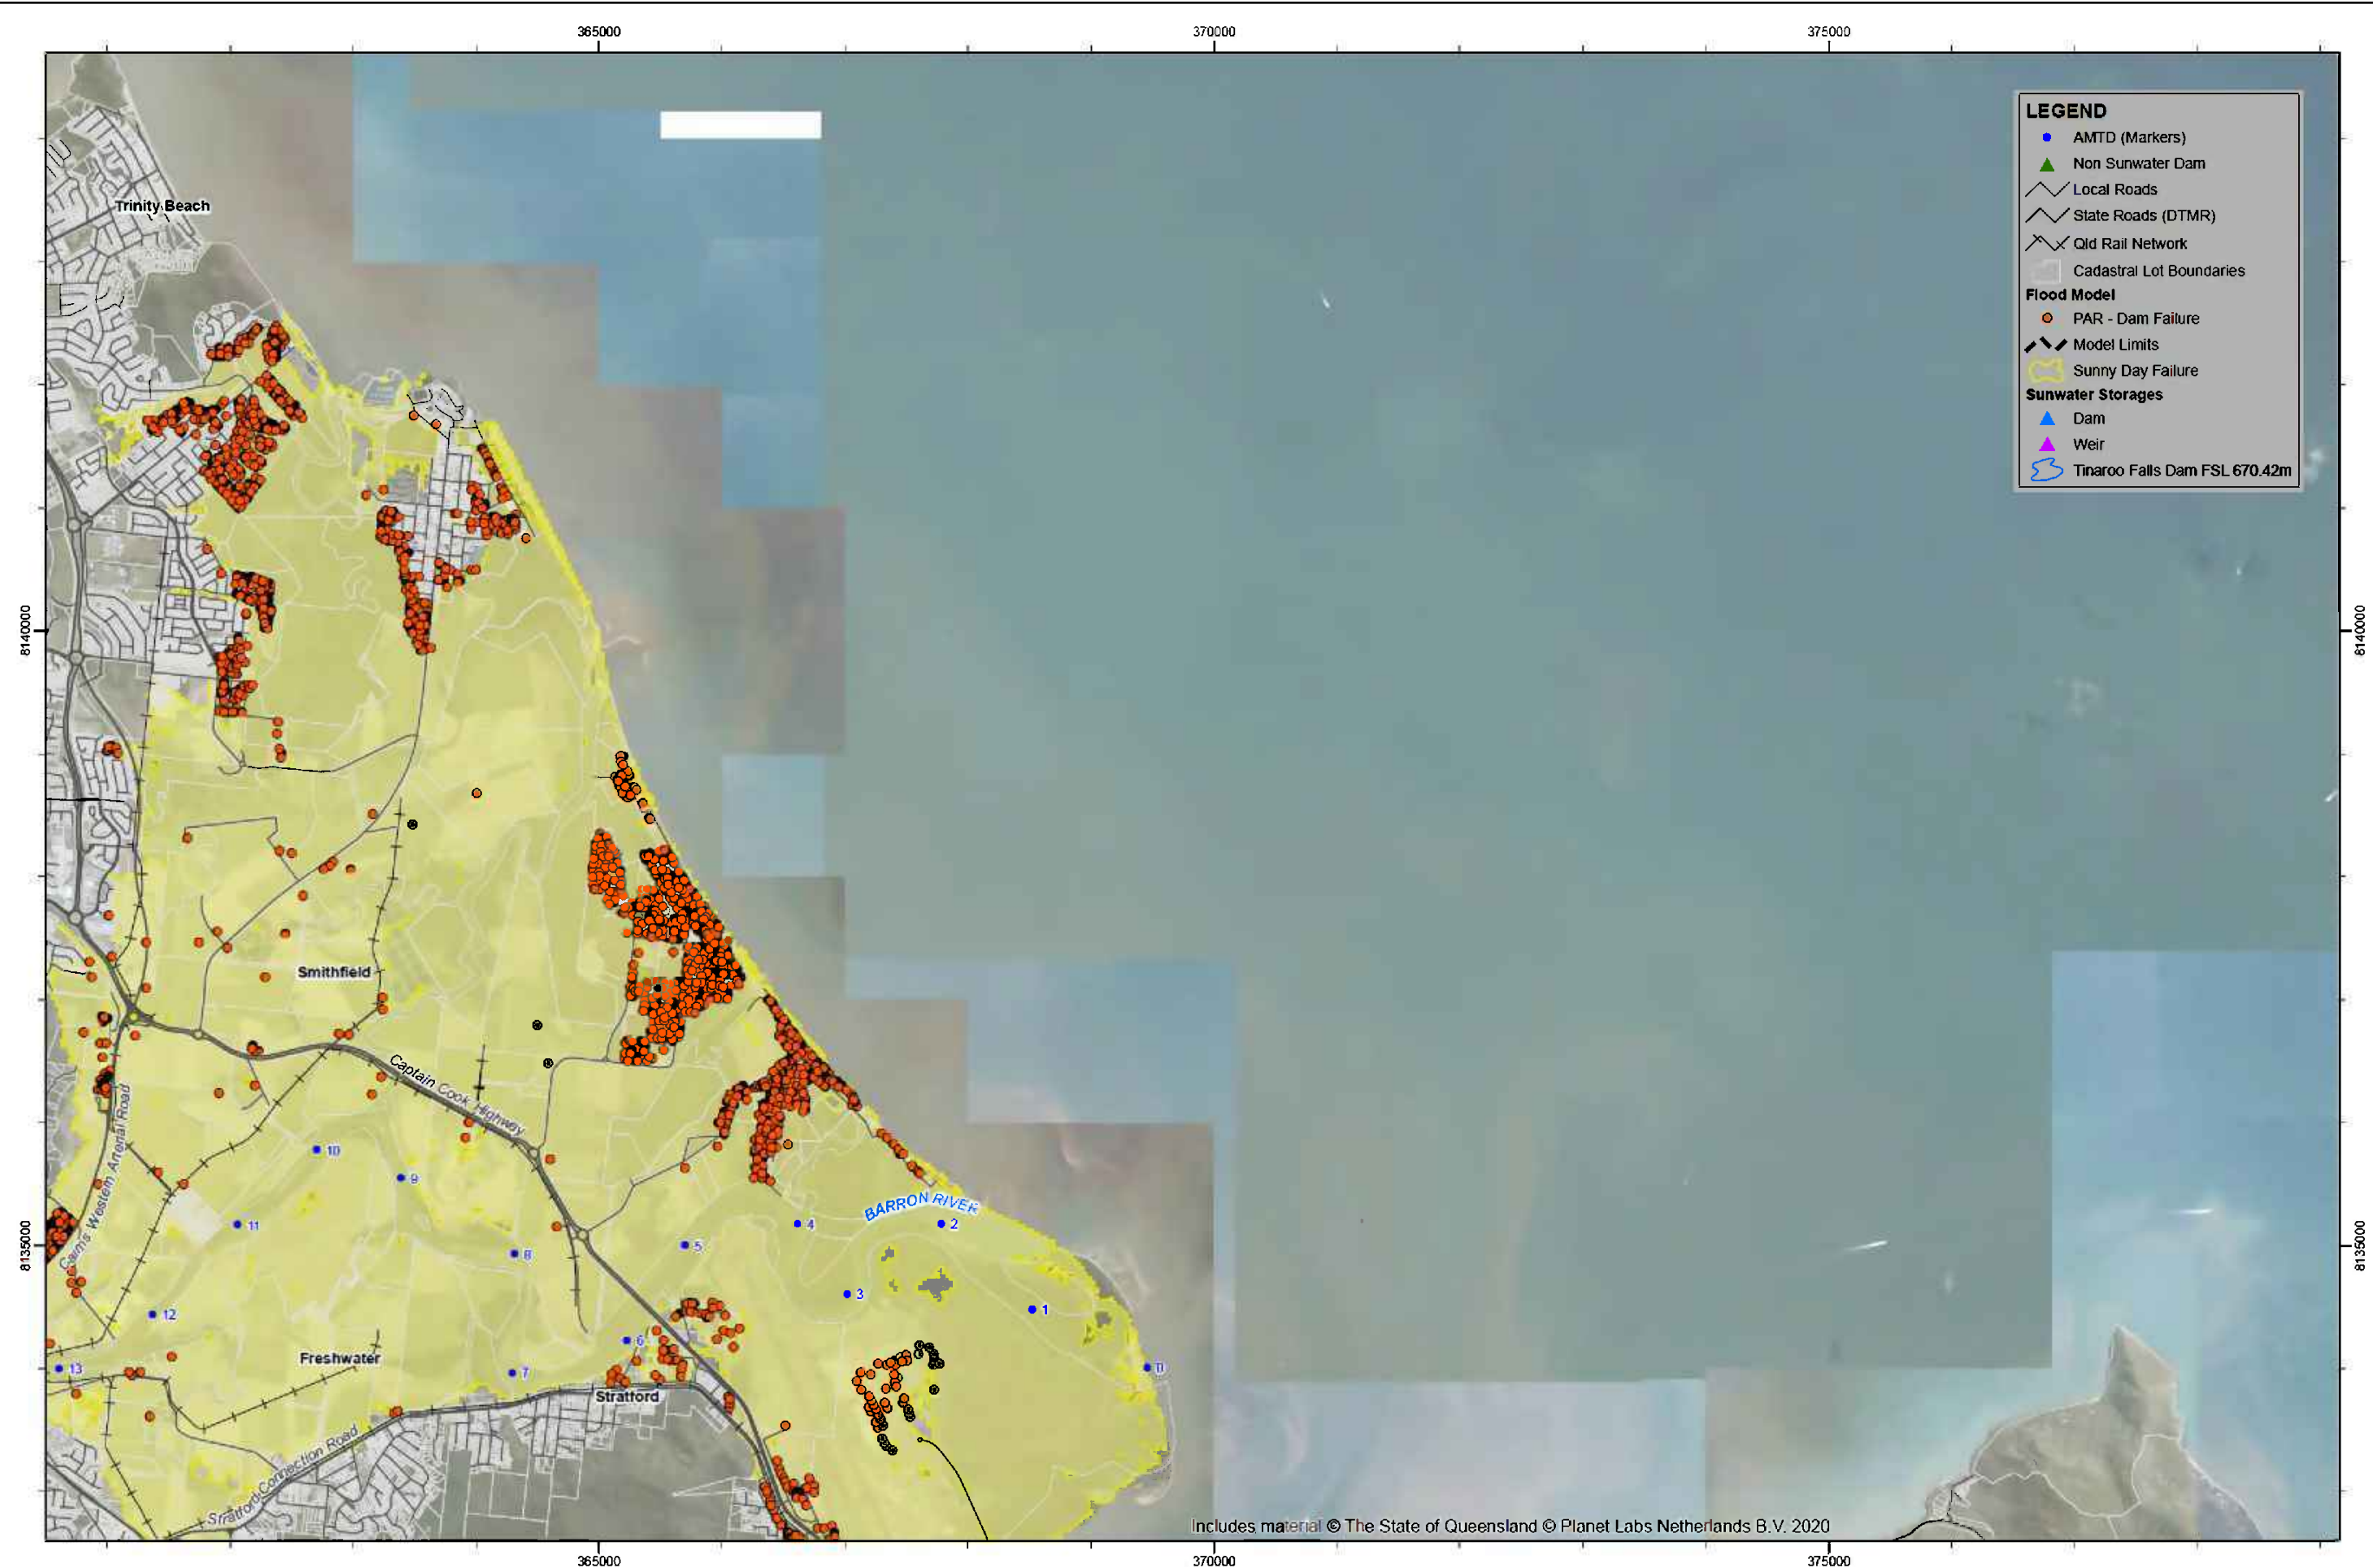 365000
370000
375000
LEGEND
AMTD (Markers)
Non Sunwater Dam
Local Roads
State Roads (DTMR)
Qld Rail Network
Cadastral Lot Boundaries
Flood Model
PAR - Dam Failure
Model Limits
Sunny Day Failure
Sunwater Storages
Dam
Weir
Tinaroo Falls Dam FSL 670.42m
Trinity Beach
8140000
8140000
Smithfield
Captain Cook Highway
Cairns Western Arterial Road
10
9
BARRON RIVER
11
4
2
5
8
8135000
8135000
3
1
12
6
Freshwater
13
7
0
Stratford
Stratford Connection Road
Includes material © The State of Queensland © Planet Labs Netherlands B.V. 2020
365000
370000
375000